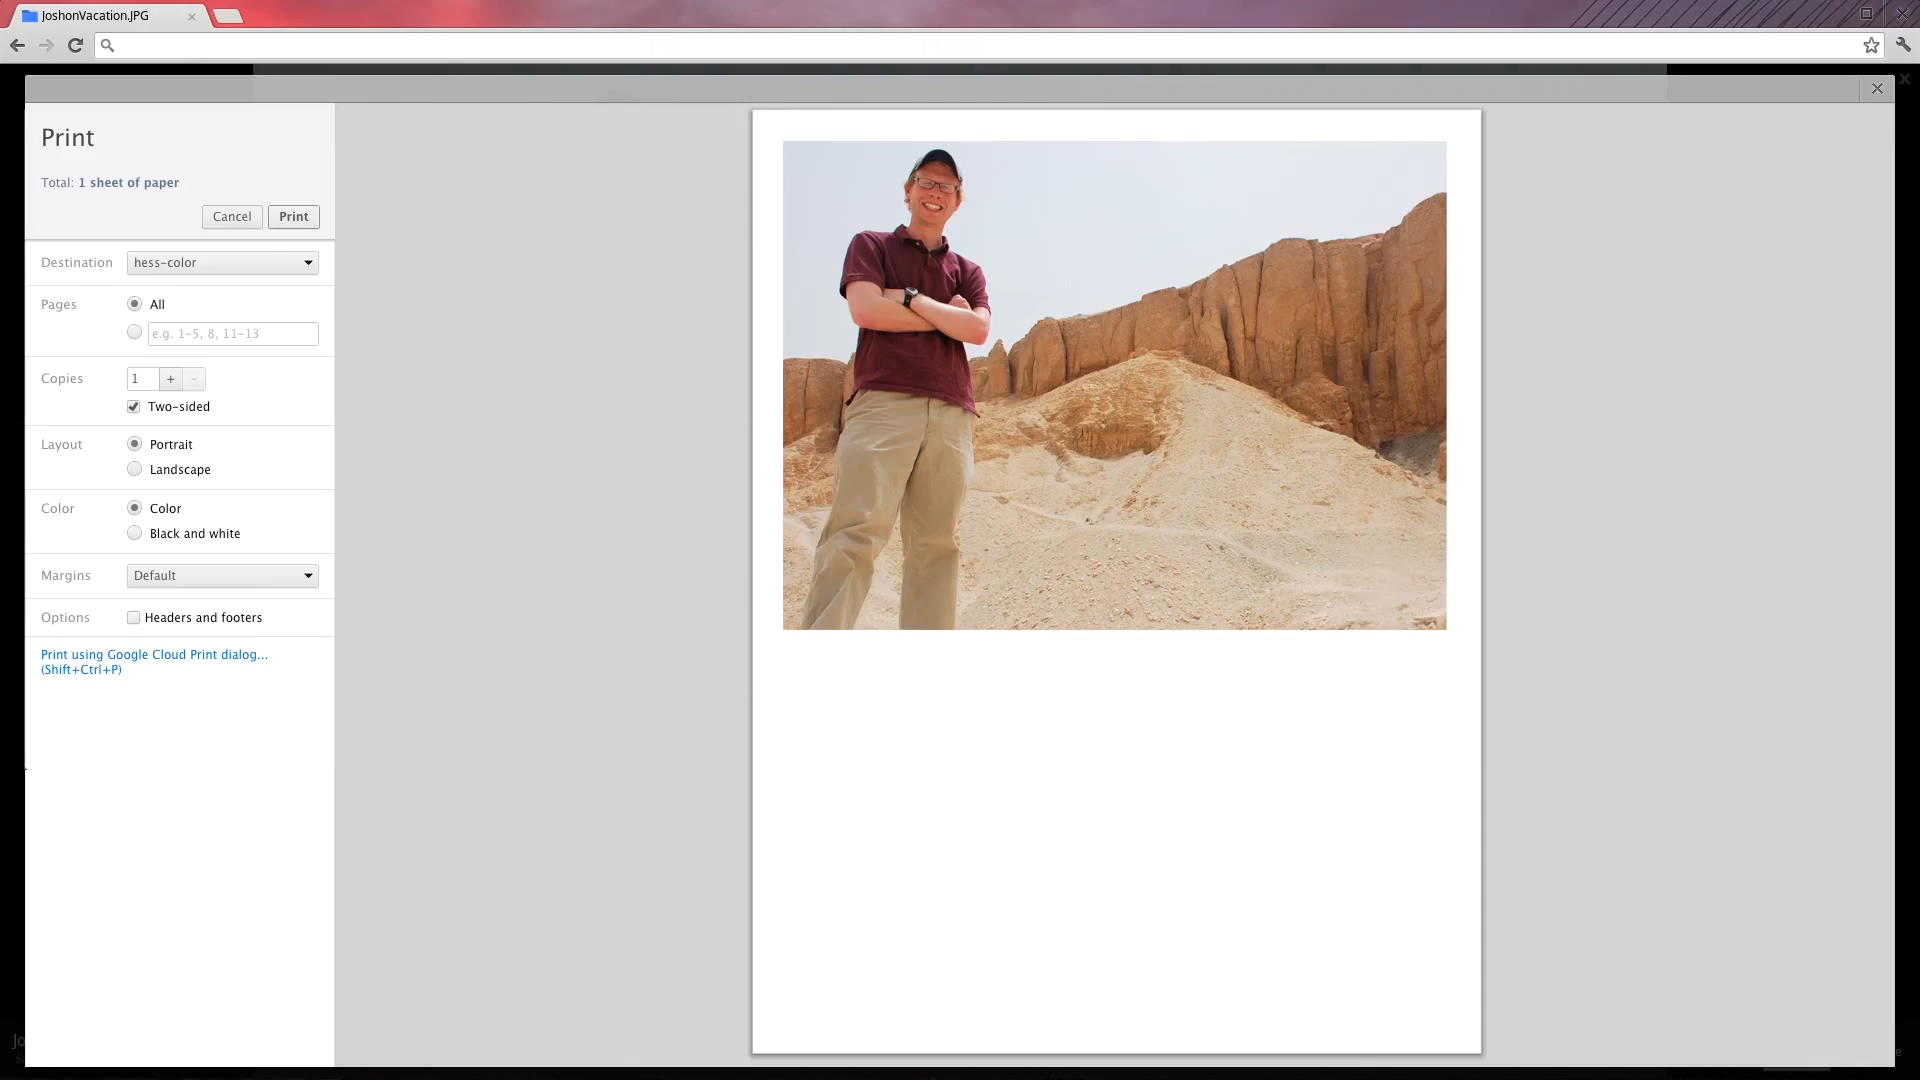 JoshonVacation.JPG
Print
Total: 1 sheet of paper
Cancel Print
Destination hess-color
Pages All
e.g. 1-5, 8, 11-13
Copies 1 + -
Two-sided
Layout Portrait
Landscape
Color Color
Black and white
Margins Default
Options Headers and footers
Print using Google Cloud Print dialog...
(Shift+Ctrl+P)
Jo